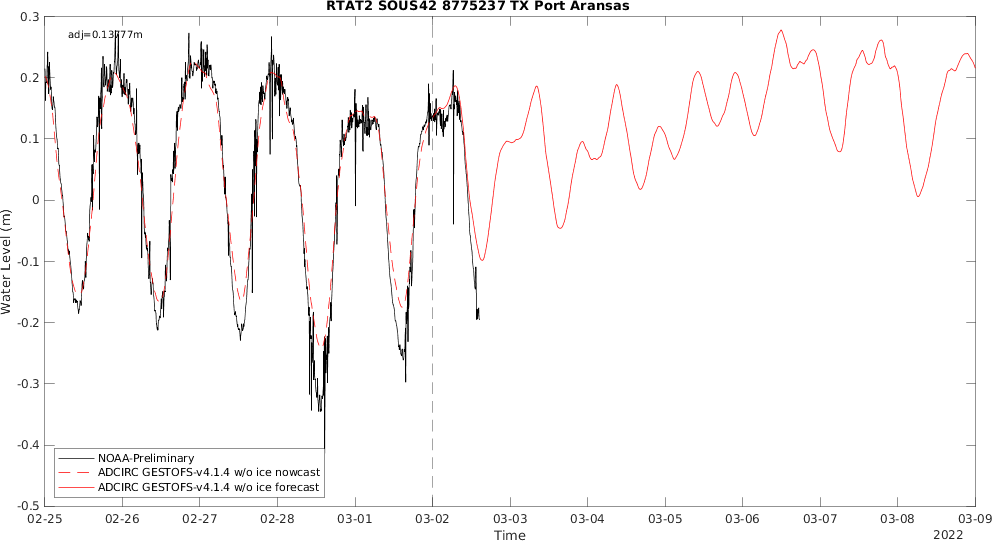 RTAT2 SOUS42 8775237 TX Port Aransas
adj=0.13777m
0.3
0.2
0.1
0
-0.1
-0.2
-0.3
-0.4
-0.5
Water Level (m)
NOAA-Preliminary
ADCIRC GESTOFS-v4.1.4 w/o ice nowcast
ADCIRC GESTOFS-v4.1.4 w/o ice forecast
02-25 02-26 02-27 02-28 03-01 03-02 03-03 03-04 03-05 03-06 03-07 03-08 03-09
Time
2022